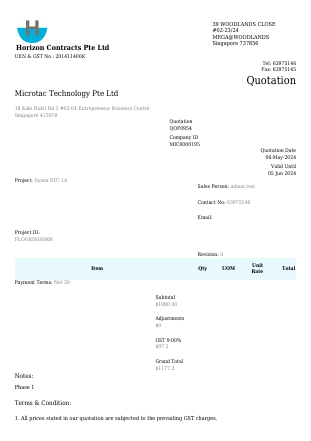 39 WOODLANDS CLOSE
#02-23/24
MEGA@WOODLANDS
Singapore 737856
Horizon Contracts Pte Ltd
UEN & GST No.: 201411400K
Tel: 63975146
Fax: 63975145
Quotation
Microtac Technology Pte Ltd
18 Kaki Bukit Rd 3 #03-04 Entrepreneur Business Centre
Singapore 415978
Quotation
QOF0954
Company ID
MIC0000195
Quotation Date
06-May-2024
Valid Until
05 Jun 2024
Project: Dyson STC L4
Sales Person: admin test
Contact No: 63975146
Email:
Project ID:
FLOORING0006
Revision: 0
Item Qty UOM Unit Rate Total
Payment Terms: Net 30
Subtotal
$1080.00
Adjustments
$0
GST 9.00%
$97.2
Grand Total
$1177.2
Notes:
Phase 1
Terms & Condition:
1. All prices stated in our quotation are subjected to the prevailing GST charges.